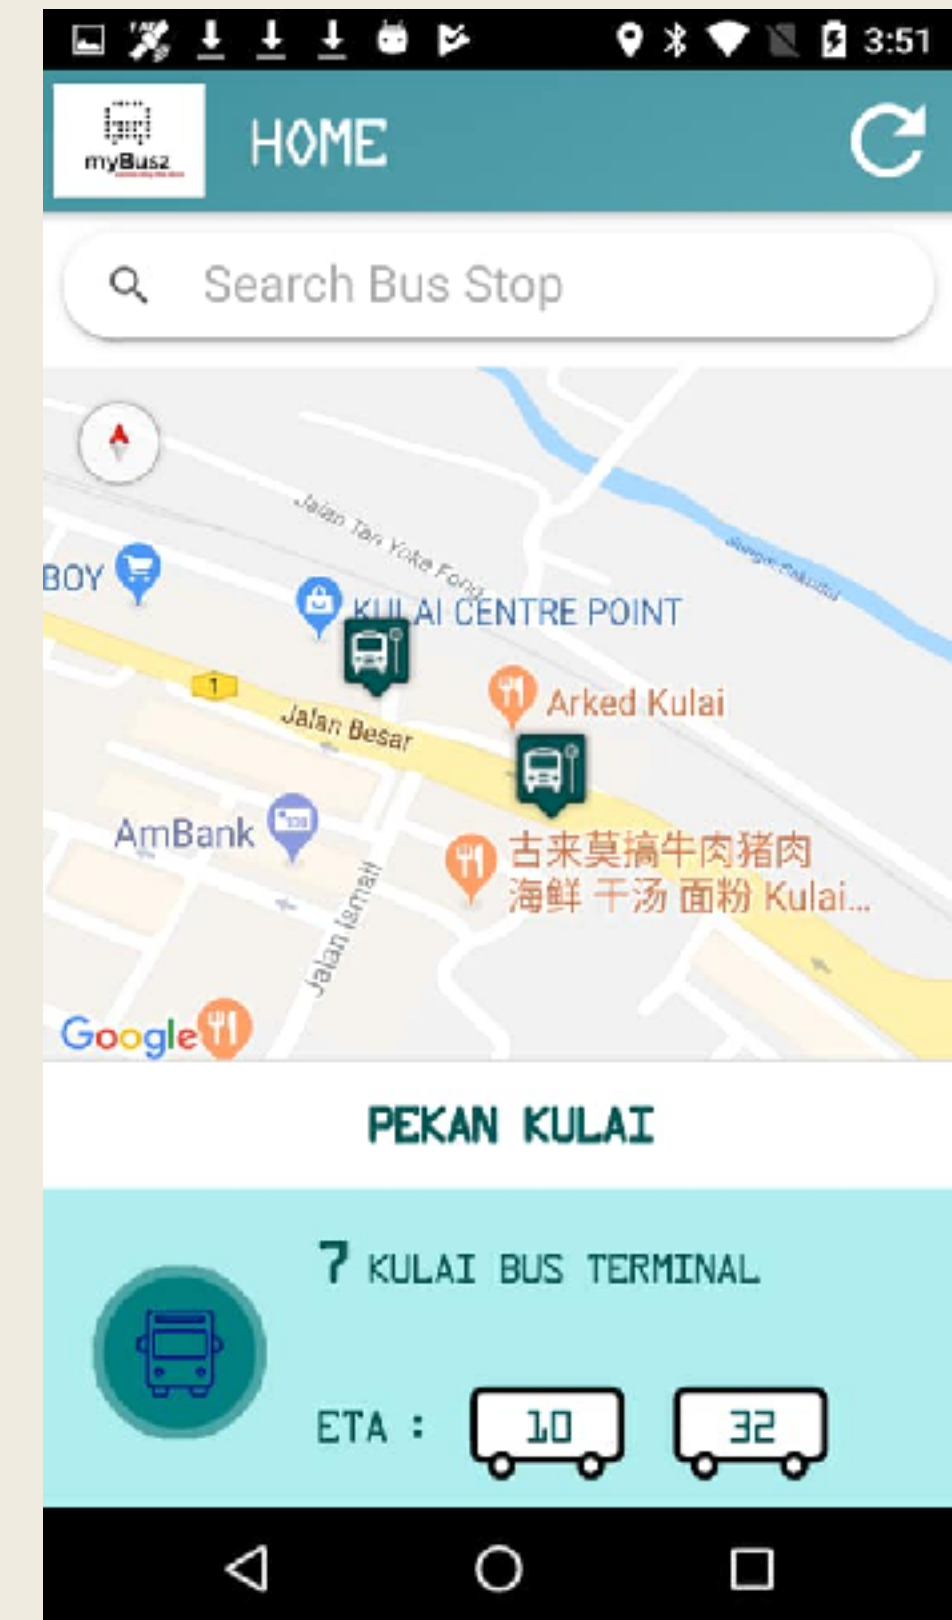 3:51
myBusz
HOME
Search Bus Stop
Jalan Tan Yoke Fong
BOY
KULAI CENTRE POINT
1
Arked Kulai
Jalan Besar
AmBank
古来莫搞牛肉猪肉
海鲜 干汤 面粉 Kulai...
Jalan Ismail
Google
PEKAN KULAI
7 KULAI BUS TERMINAL
ETA : 10 32